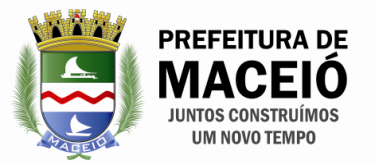 PREFEITURA DE
MACEIÓ
JUNTOS CONSTRUÍMOS
UM NOVO TEMPO
MACEIÓ